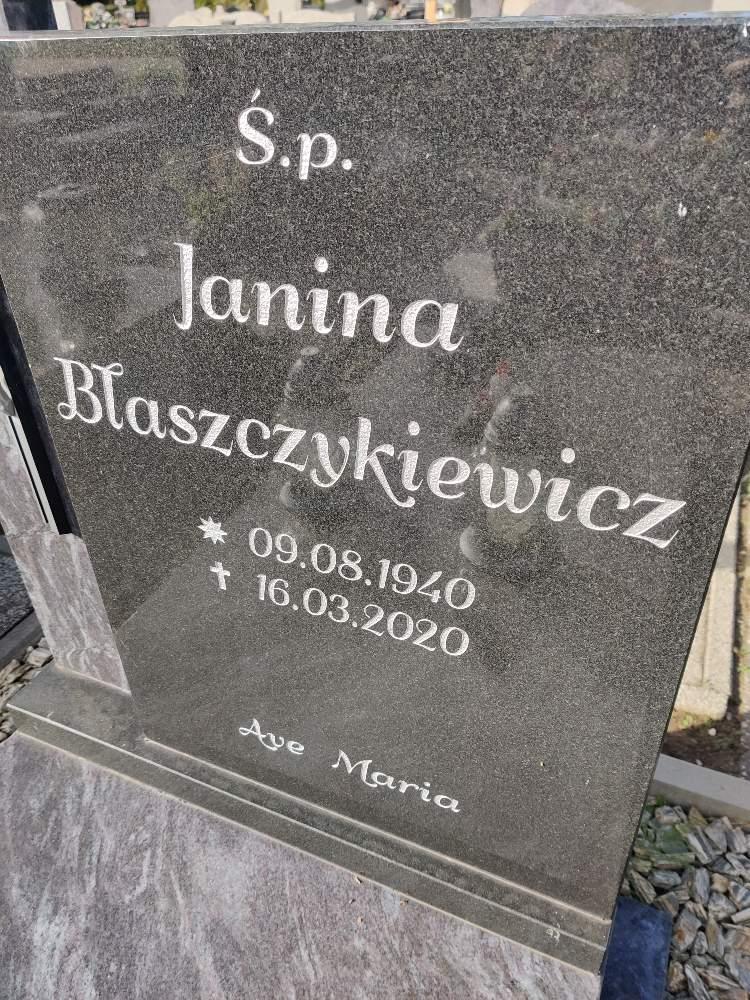 Ś.p.
Janina
Błaszczykiewicz
* 09.08.1940
✝ 16.03.2020
Ave Maria